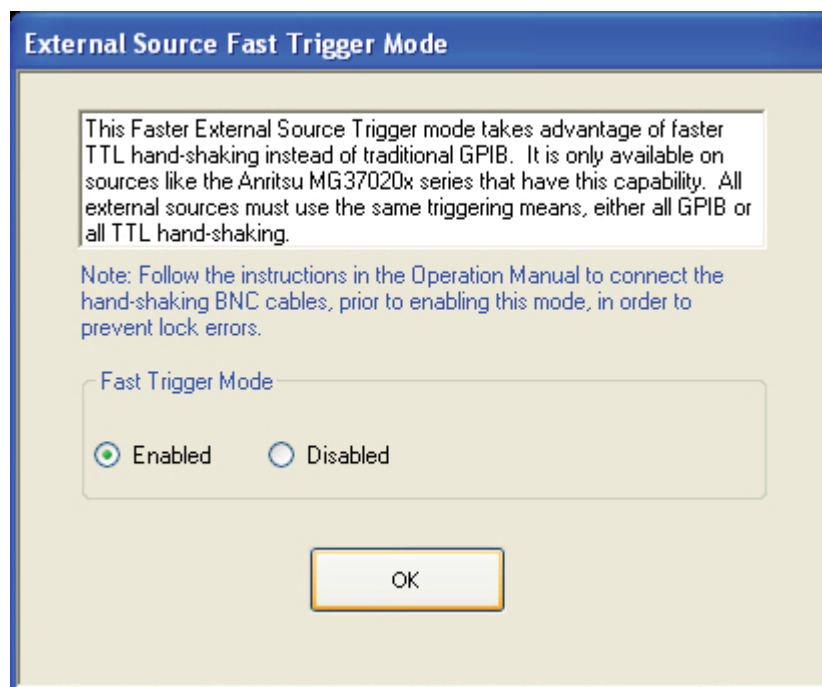 External Source Fast Trigger Mode
This Faster External Source Trigger mode takes advantage of faster
TTL hand-shaking instead of traditional GPIB.  It is only available on
sources like the Anritsu MG37020x series that have this capability.  All
external sources must use the same triggering means, either all GPIB or
all TTL hand-shaking.
Note: Follow the instructions in the Operation Manual to connect the
hand-shaking BNC cables, prior to enabling this mode, in order to
prevent lock errors.
Fast Trigger Mode
Enabled Disabled
OK